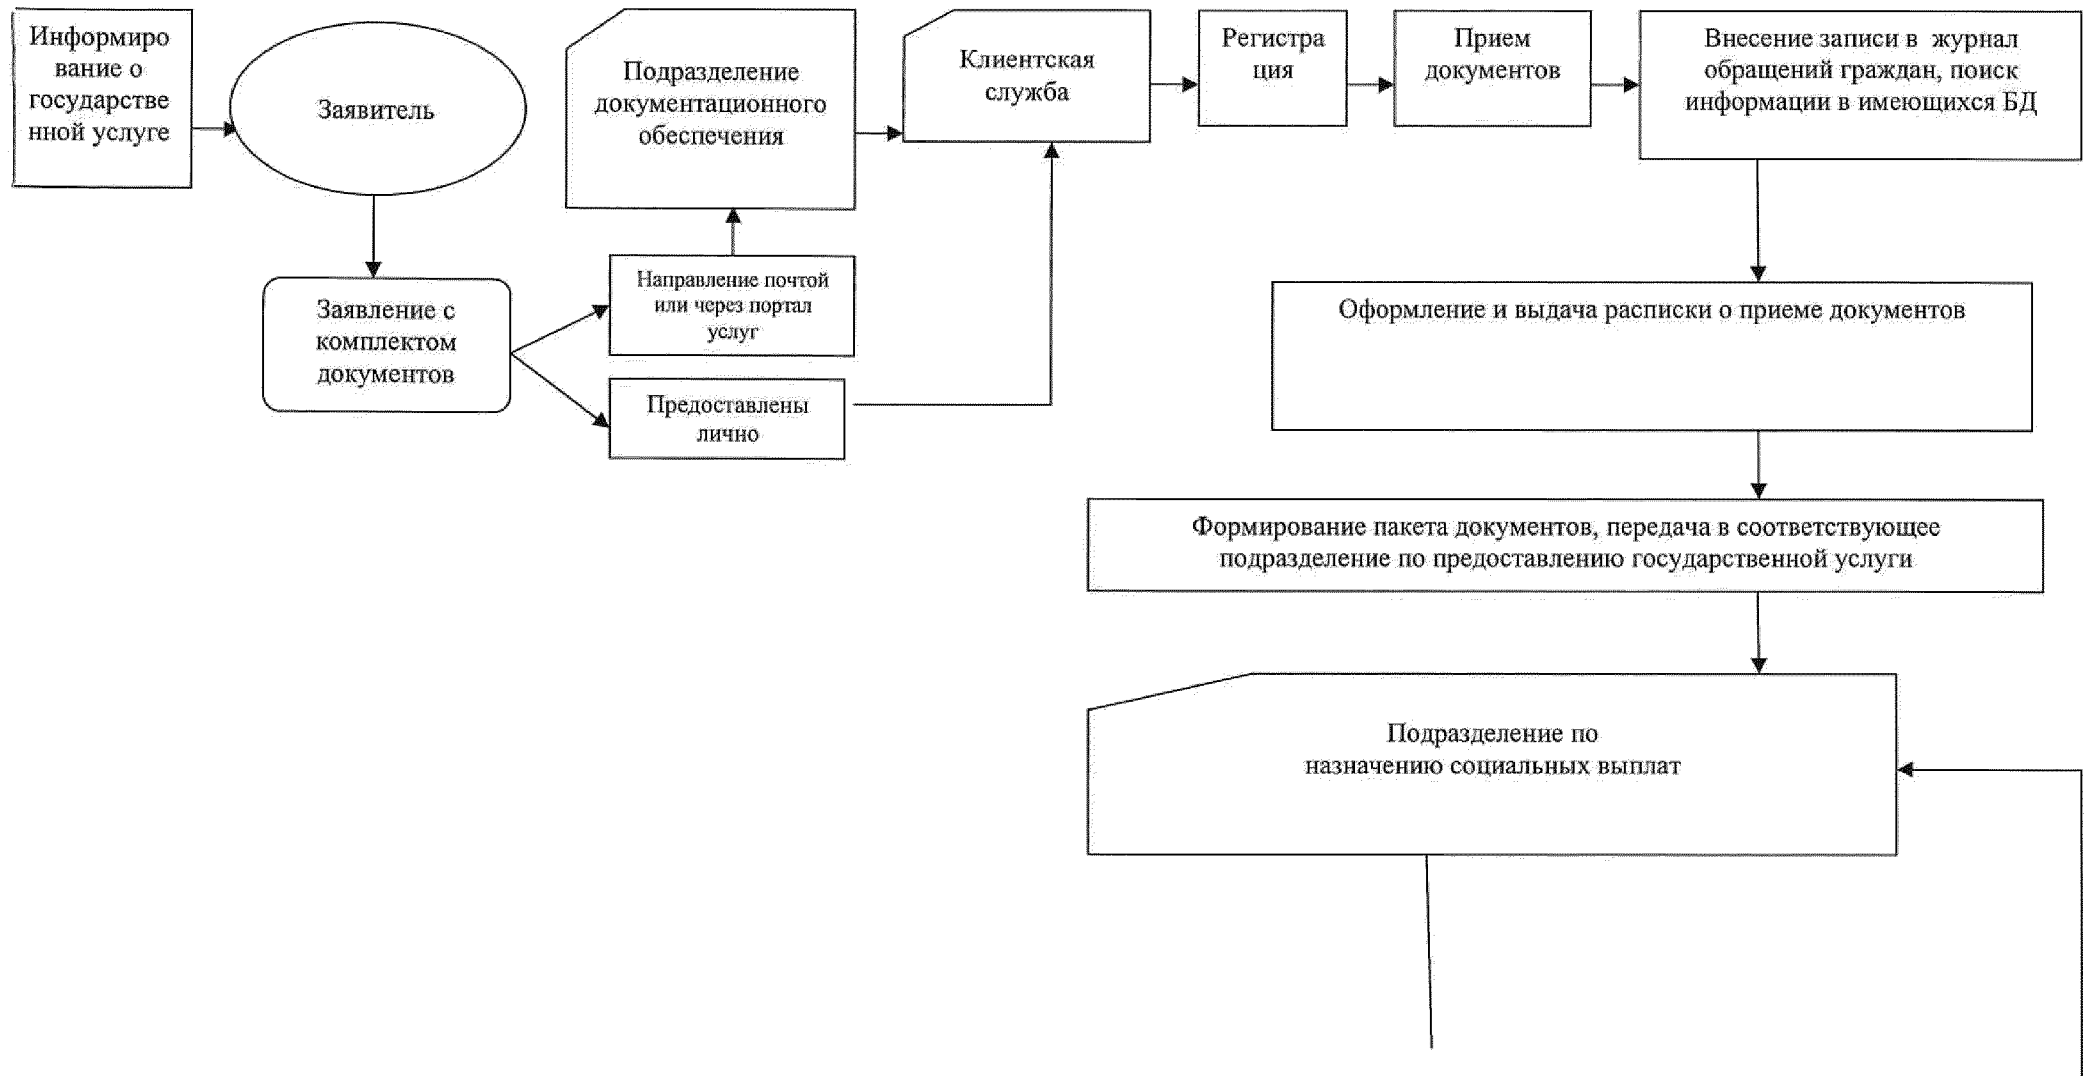 Информиро
вание о
государстве
нной услуге
Заявитель
Подразделение
документационного
обеспечения
Клиентская
служба
Регистра
ция
Прием
документов
Внесение записи в журнал
обращений граждан, поиск
информации в имеющихся БД
Заявление с
комплектом
документов
Направление почтой
или через портал
услуг
Предоставлены
лично
Оформление и выдача расписки о приеме документов
Формирование пакета документов, передача в соответствующее
подразделение по предоставлению государственной услуги
Подразделение по
назначению социальных выплат